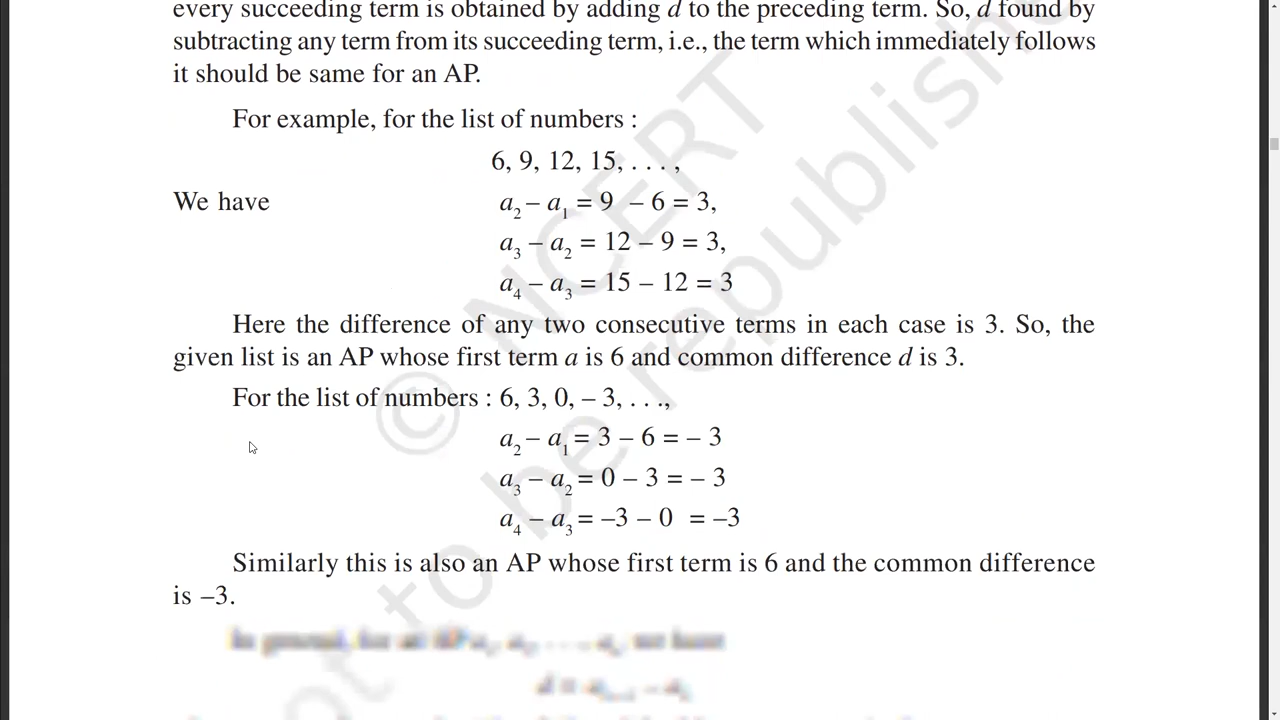 every succeeding term is obtained by adding d to the preceding term. So, d found by
subtracting any term from its succeeding term, i.e., the term which immediately follows
it should be same for an AP.
For example, for the list of numbers :
6, 9, 12, 15, . . . .,
We have a₂ – a₁ = 9 – 6 = 3,
a₃ – a₂ = 12 – 9 = 3,
a₄ – a₃ = 15 – 12 = 3
Here the difference of any two consecutive terms in each case is 3. So, the
given list is an AP whose first term a is 6 and common difference d is 3.
For the list of numbers : 6, 3, 0, – 3, . . .,
a₂ – a₁ = 3 – 6 = – 3
a₃ – a₂ = 0 – 3 = – 3
a₄ – a₃ = –3 – 0 = –3
Similarly this is also an AP whose first term is 6 and the common difference
is –3.
© NCERT
not to be republished